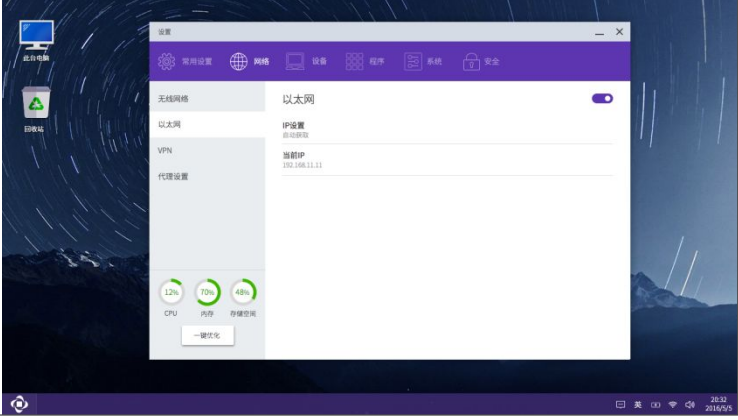 此台电脑
回收站
设置
常用设置
网络
设备
程序
系统
安全
无线网络
以太网
VPN
代理设置
以太网
IP设置
自动获取
当前IP
192.168.11.11
12%
70%
48%
CPU
内存
存储空间
一键优化
英
20:32
2016/5/5